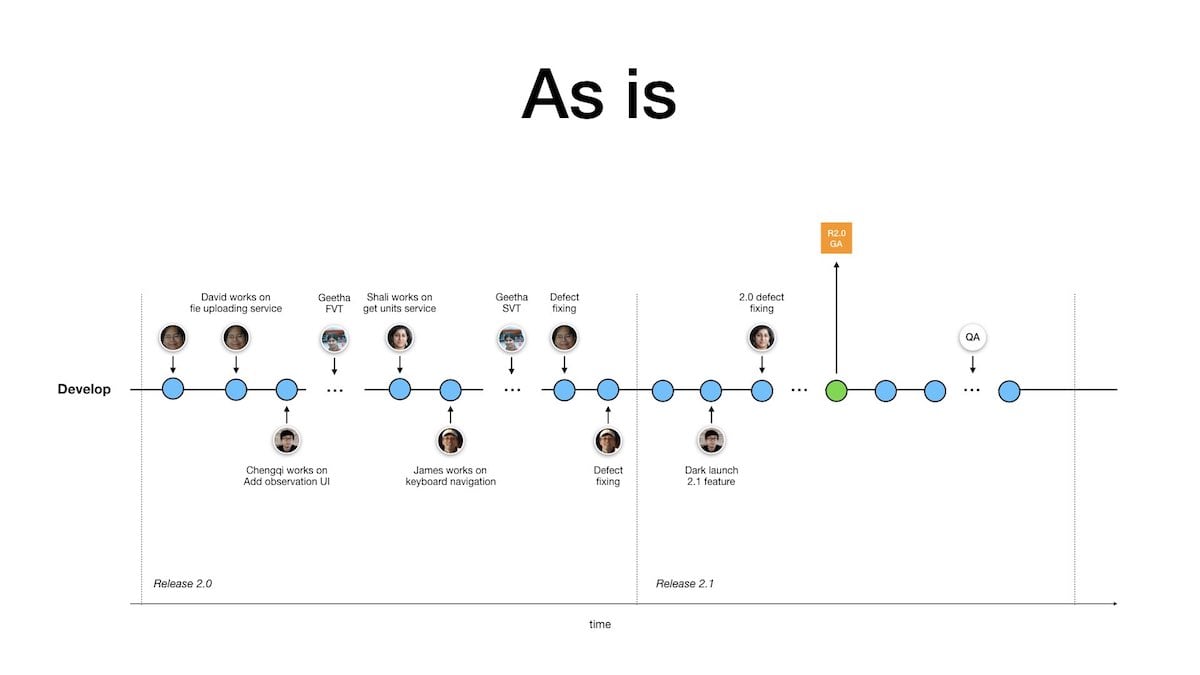 As is
R2.0
GA
David works on
fie uploading service
Geetha
FVT
Shali works on
get units service
Geetha
SVT
Defect
fixing
2.0 defect
fixing
QA
Develop
...
...
...
...
Chengqi works on
Add observation UI
James works on
keyboard navigation
Defect
fixing
Dark launch
2.1 feature
Release 2.0
Release 2.1
time